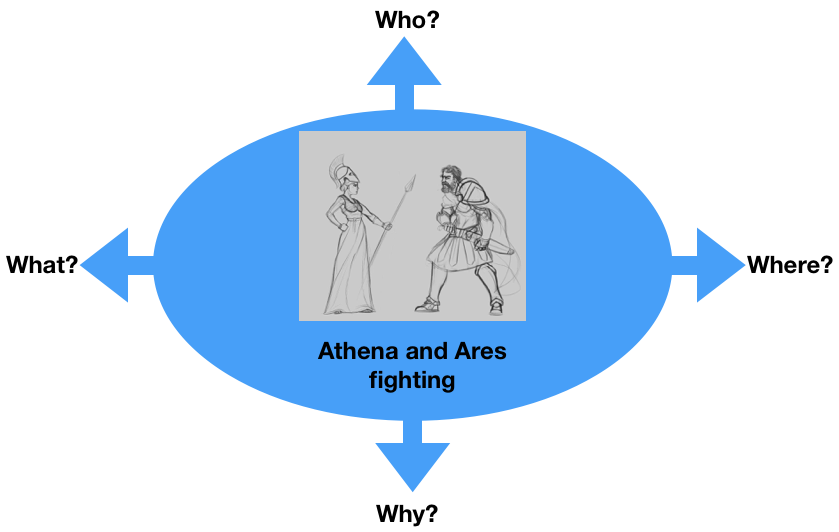 Who?
What?
Where?
Athena and Ares
fighting
Why?